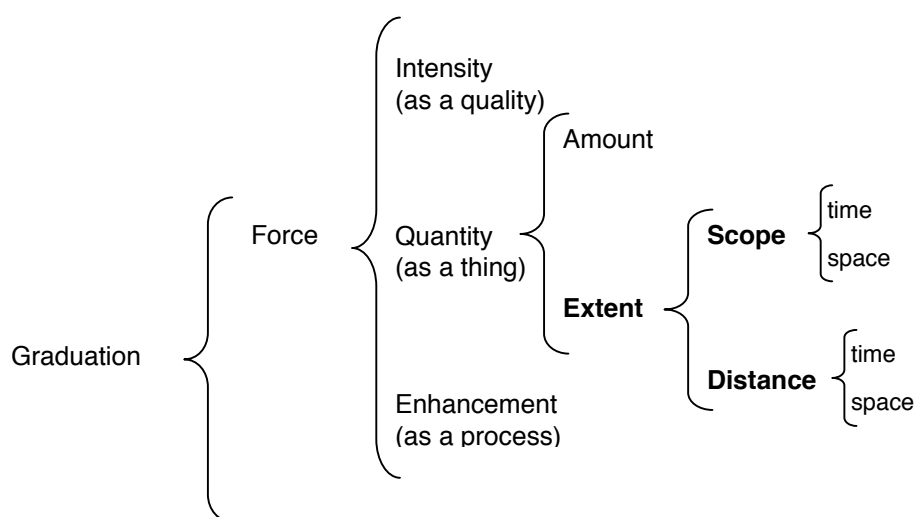 Intensity
(as a quality)
Amount
time
Force
Quantity
(as a thing)
Scope
space
Extent
Graduation
time
Distance
Enhancement
(as a process)
space